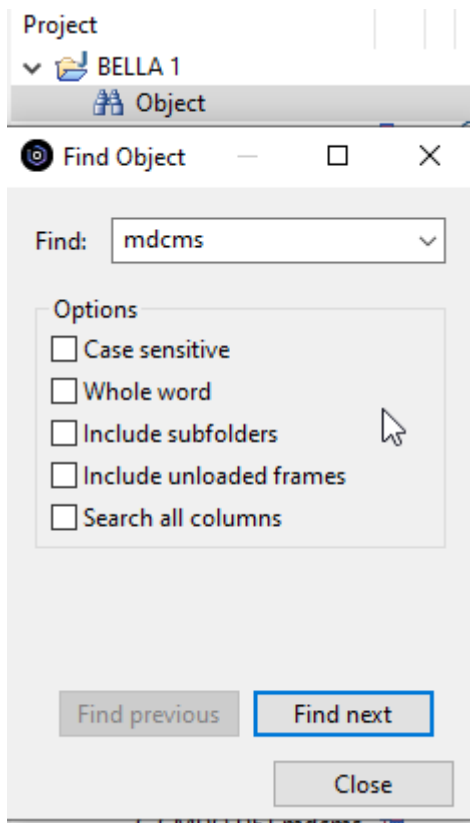 Project
BELLA 1
Object
Find Object
Find: mdcms
Options
Case sensitive
Whole word
Include subfolders
Include unloaded frames
Search all columns
Find previous Find next
Close